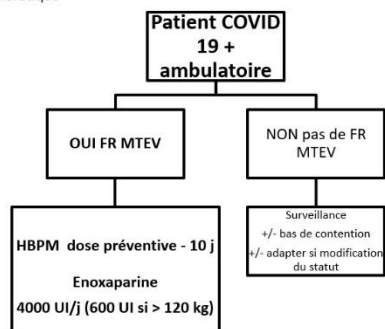 Patient COVID
19 +
ambulatoire
OUI FR MTEV
NON pas de FR
MTEV
HBPM dose préventive - 10 j
Enoxaparine
4000 UI/j (600 UI si > 120 kg)
Surveillance
+/- bas de contention
+/- adapter si modification
du statut